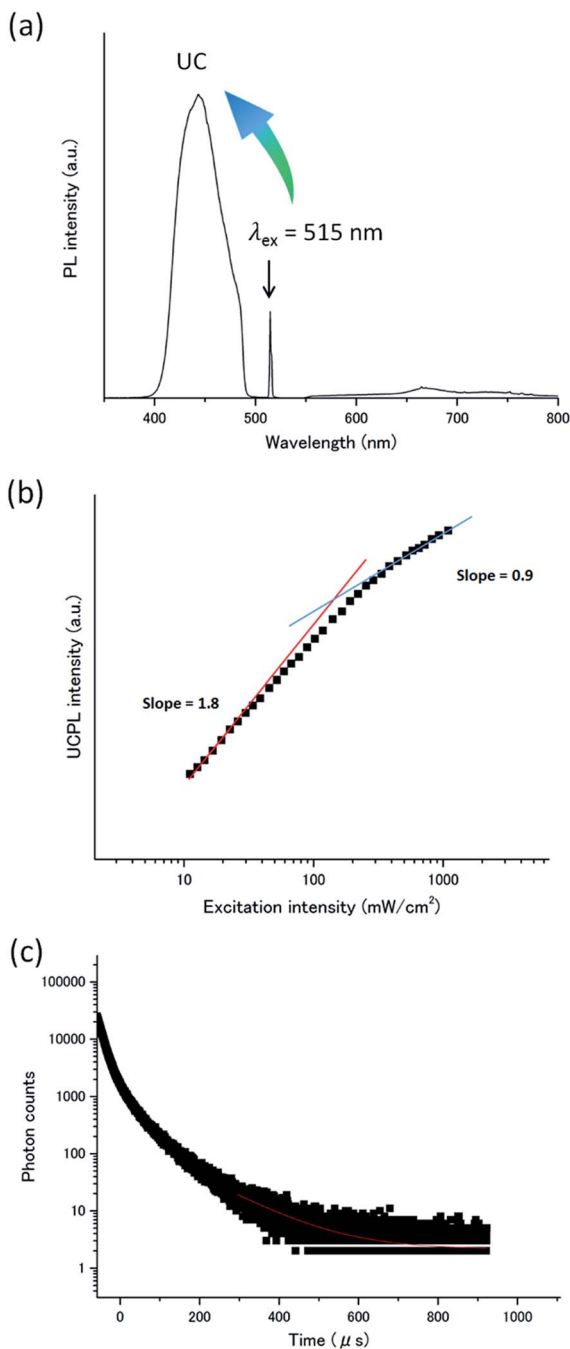 (a)
UC
λex = 515 nm
PL intensity (a.u.)
400 500 600 700 800
Wavelength (nm)
(b)
Slope = 0.9
Slope = 1.8
UCPL intensity (a.u.)
10 100 1000
Excitation intensity (mW/cm²)
(c)
100000
10000
1000
100
10
1
Photon counts
0 200 400 600 800 1000
Time (μs)